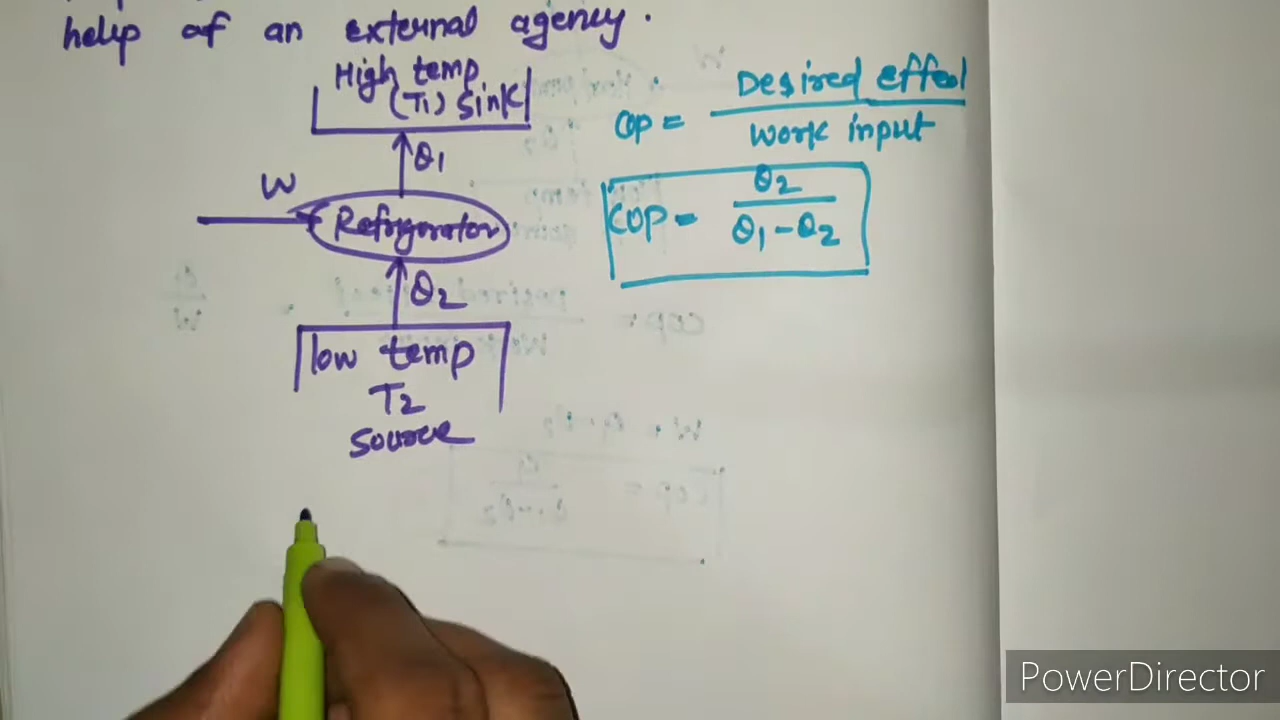 help of an external agency.
High temp
(T1) Sink
Q1
W
Refrigerator
Q2
low temp
T2
source
COP = Desired effect
Work input
COP = Q2
Q1-Q2
PowerDirector